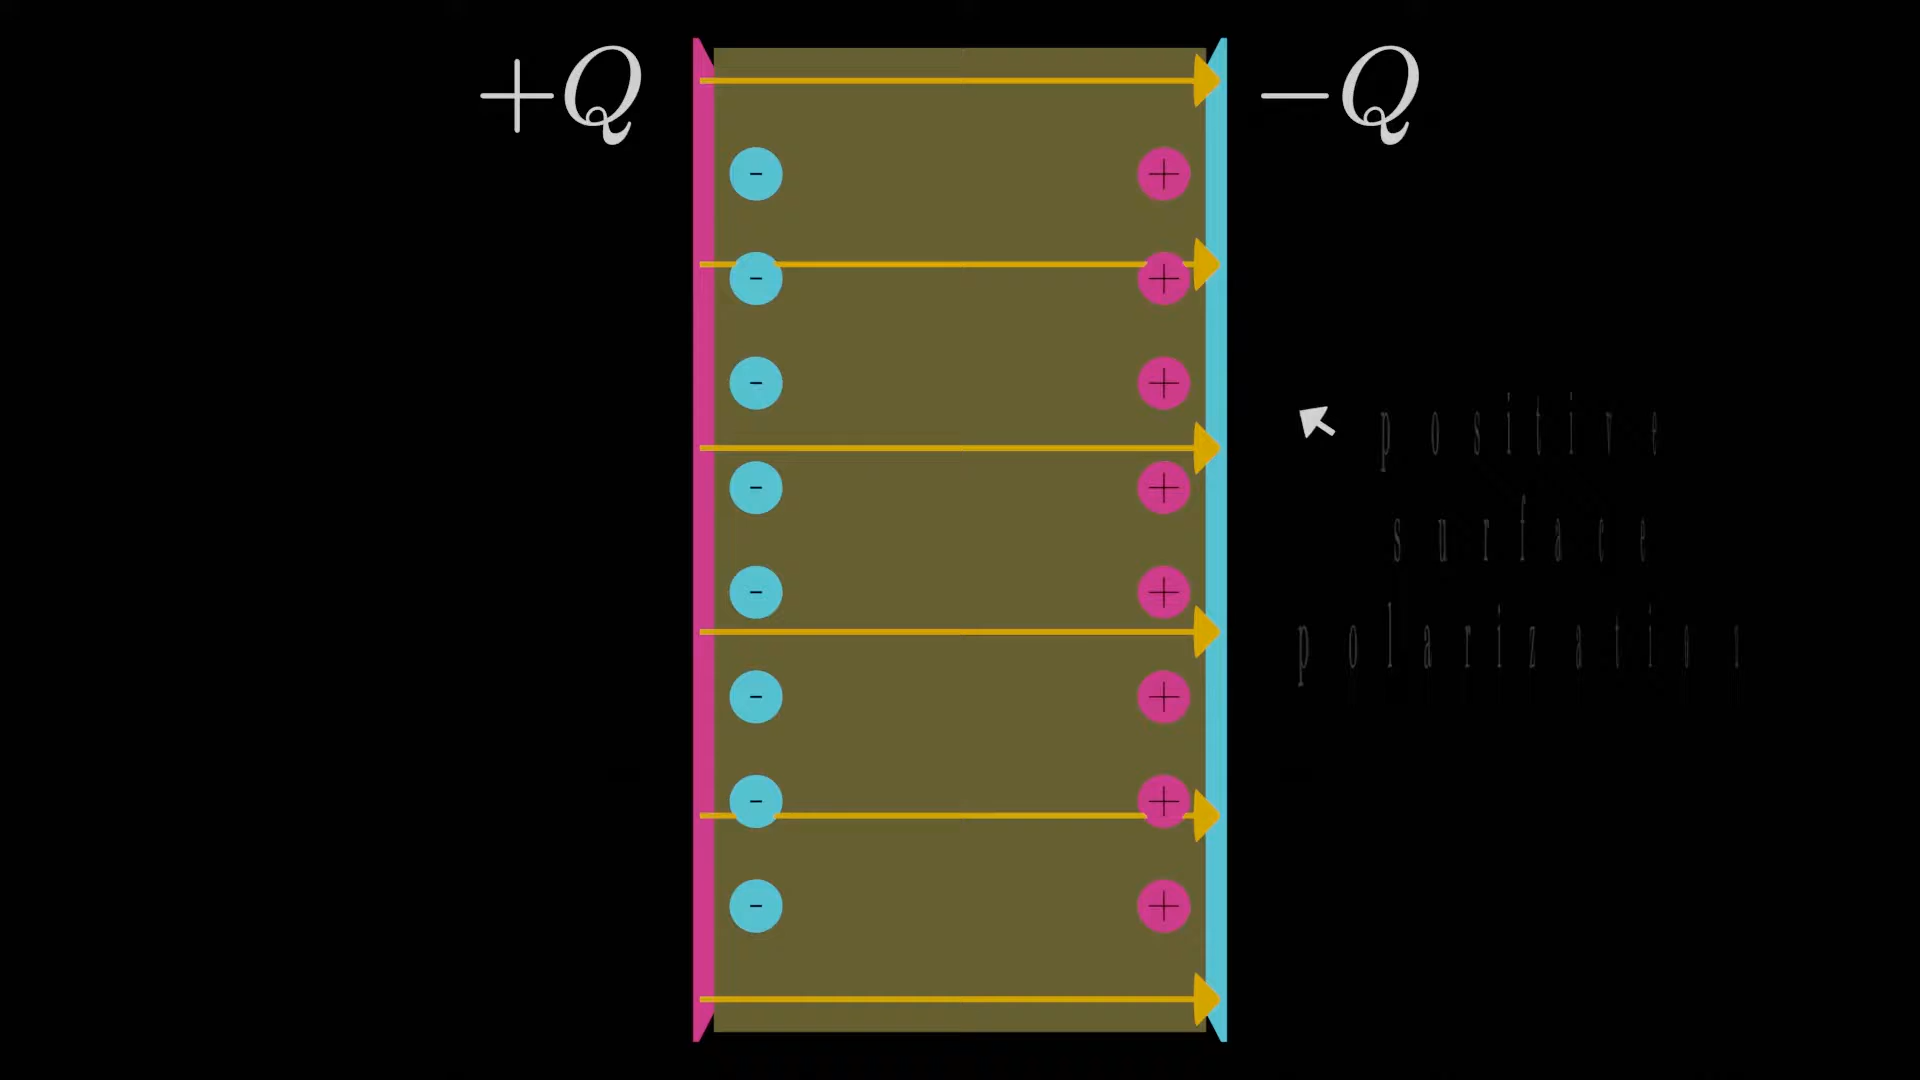 +Q
−Q
- +
- +
- +
- +
- +
- +
- +
- +
positive
surface
polarization